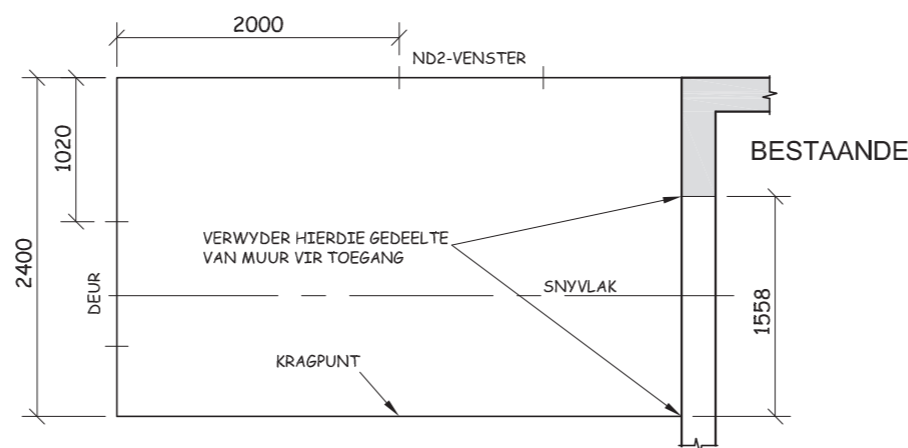 2000
ND2-VENSTER
1020
2400
BESTAANDE
VERWYDER HIERDIE GEDEELTE
VAN MUUR VIR TOEGANG
DEUR
SNYVLAK
1558
KRAGPUNT